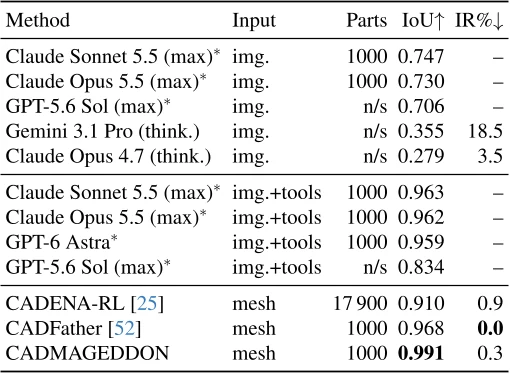 Method Input Parts IoU↑ IR%↓
Claude Sonnet 5.5 (max)* img. 1000 0.747 –
Claude Opus 5.5 (max)* img. 1000 0.730 –
GPT-5.6 Sol (max)* img. n/s 0.706 –
Gemini 3.1 Pro (think.) img. n/s 0.355 18.5
Claude Opus 4.7 (think.) img. n/s 0.279 3.5
Claude Sonnet 5.5 (max)* img.+tools 1000 0.963 –
Claude Opus 5.5 (max)* img.+tools 1000 0.962 –
GPT-6 Astra* img.+tools 1000 0.959 –
GPT-5.6 Sol (max)* img.+tools n/s 0.834 –
CADENA-RL [25] mesh 17 900 0.910 0.9
CADFather [52] mesh 1000 0.968 0.0
CADMAGEDDON mesh 1000 0.991 0.3